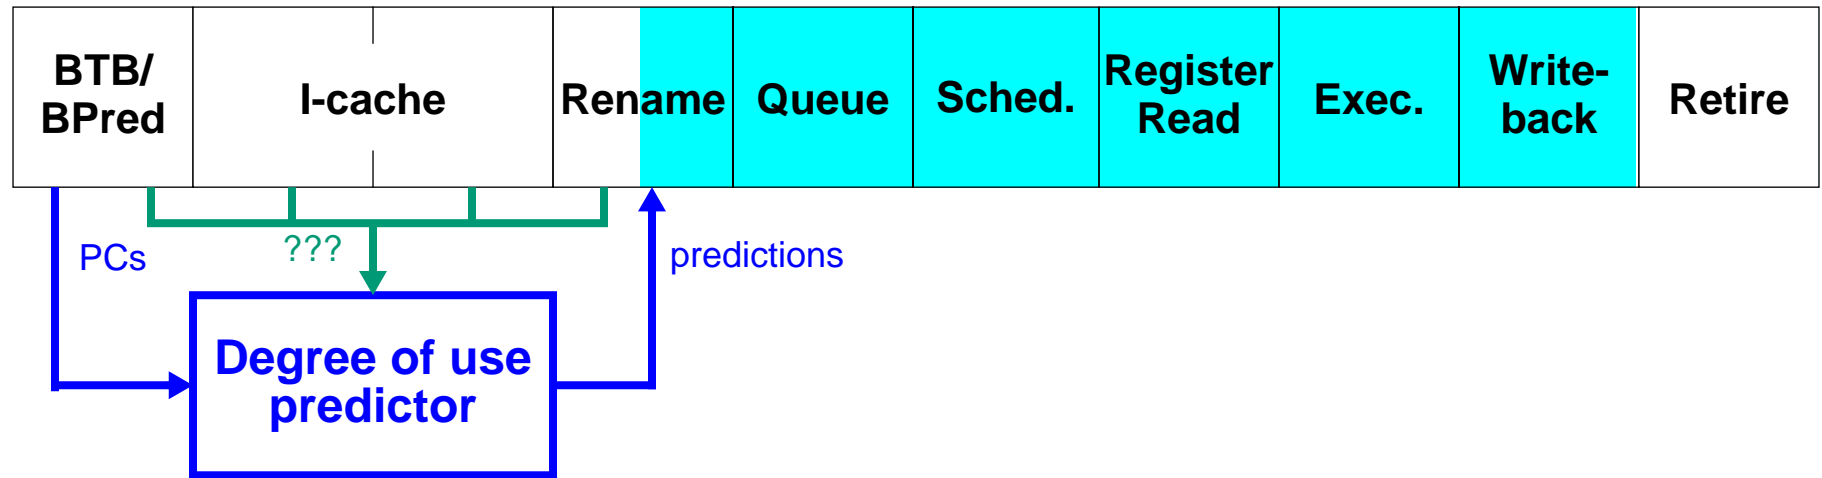 BTB/
BPred
I-cache
Rename
Queue
Sched.
Register
Read
Exec.
Write-
back
Retire
PCs
???
predictions
Degree of use
predictor